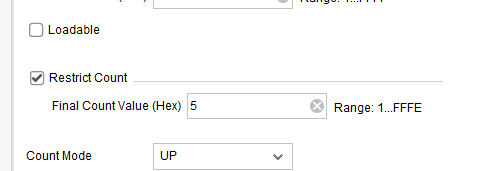 Loadable
Restrict Count
Final Count Value (Hex) 5 Range: 1...FFFE
Count Mode UP